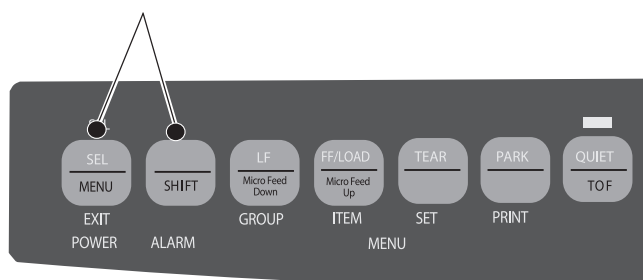 SEL LF FF/LOAD TEAR PARK QUIET
MENU SHIFT Micro Feed Down Micro Feed Up TOF
EXIT GROUP ITEM SET PRINT
POWER ALARM MENU